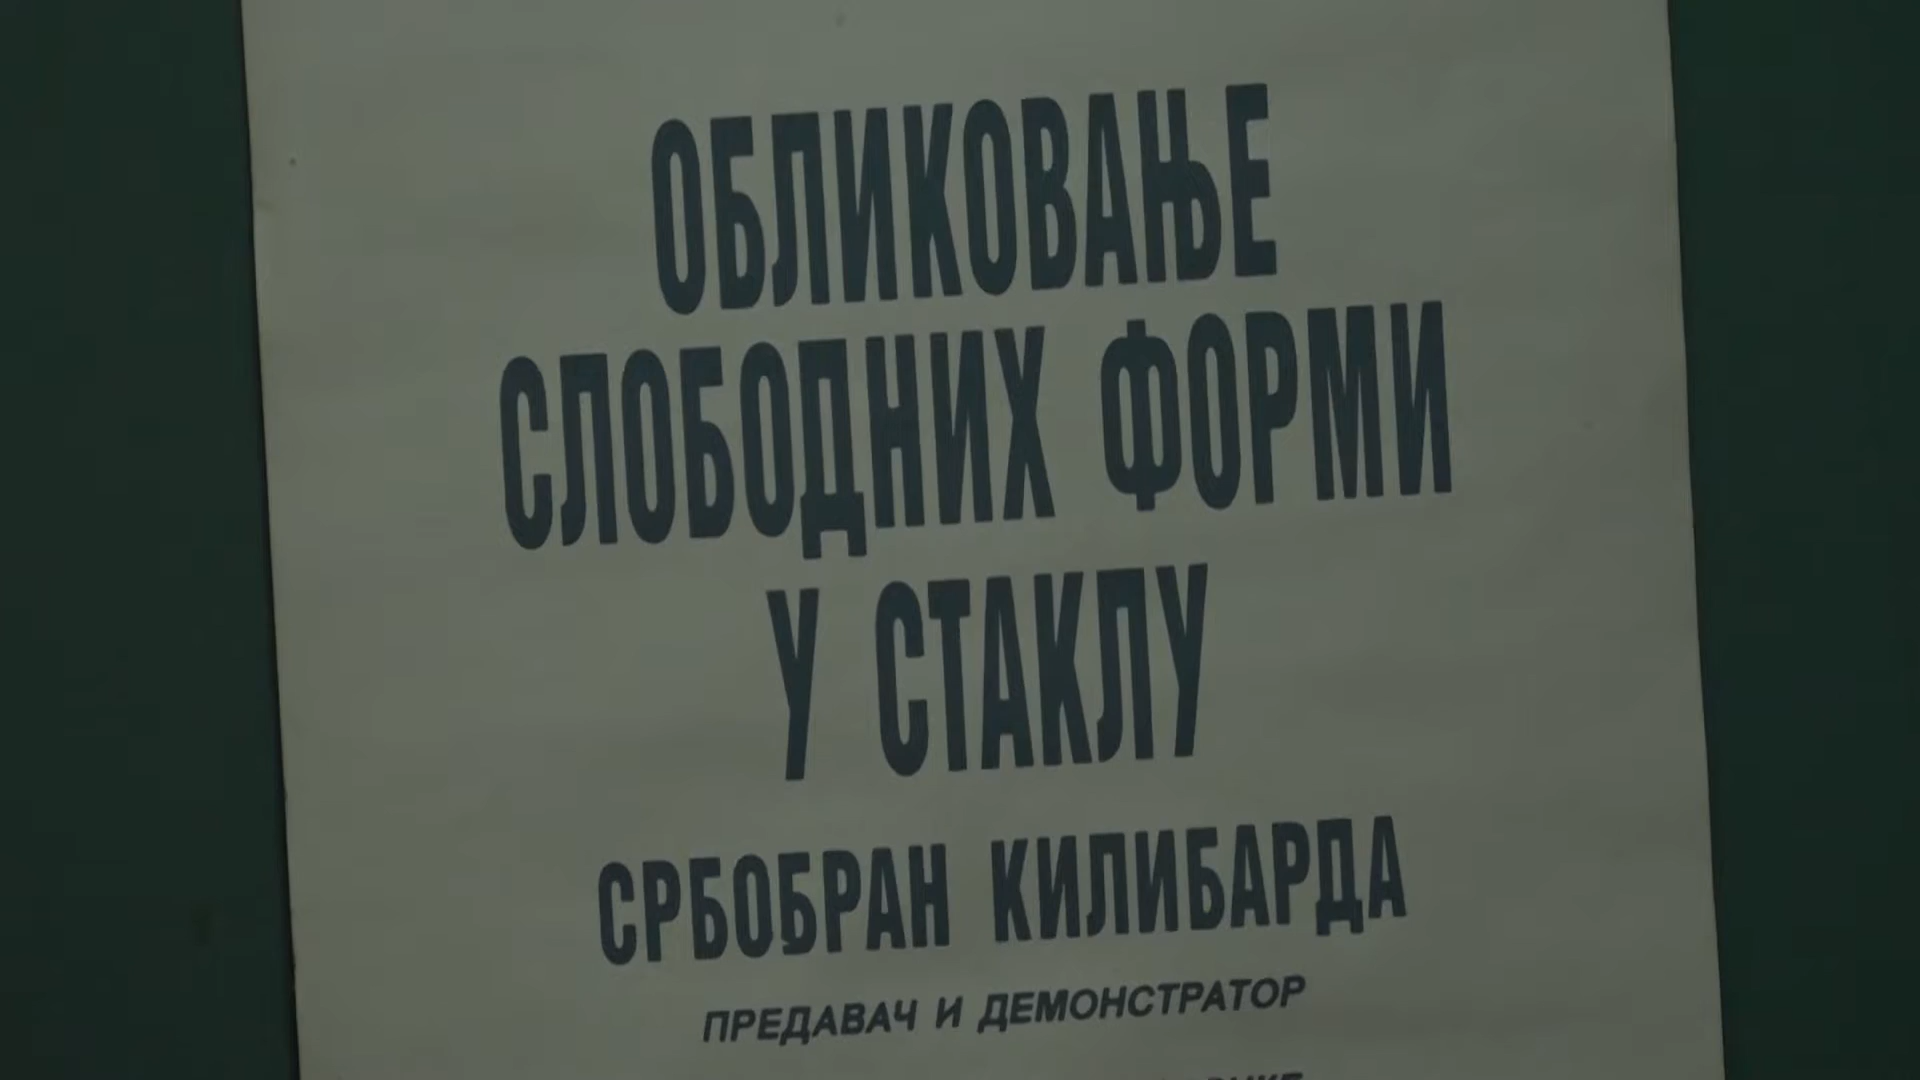 ОБЛИКОВАЊЕ
СЛОБОДНИХ ФОРМИ
У СТАКЛУ
СРБОБРАН КИЛИБАРДА
ПРЕДАВАЧ И ДЕМОНСТРАТОР